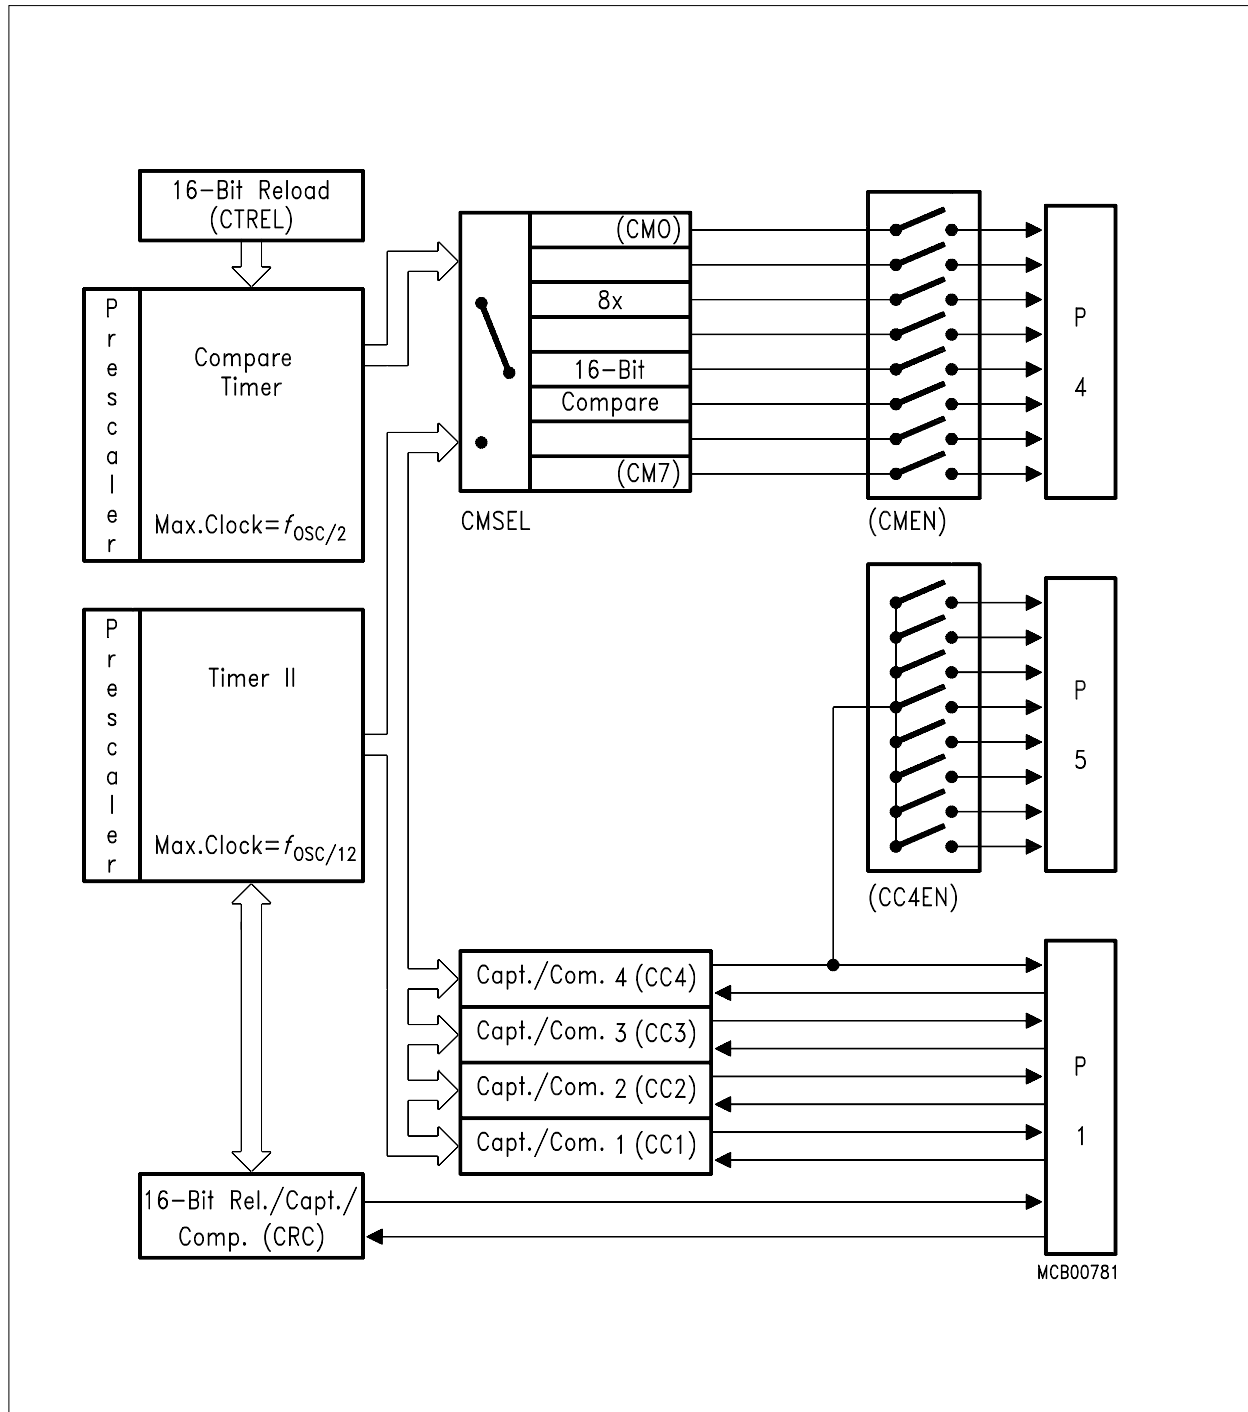 16-Bit Reload
(CTREL)
Prescaler
Compare
Timer
Max.Clock=fOSC/2
(CM0)
8x
16-Bit
Compare
(CM7)
CMSEL
(CMEN)
P
4
Prescaler
Timer II
Max.Clock=fOSC/12
(CC4EN)
P
5
Capt./Com. 4 (CC4)
Capt./Com. 3 (CC3)
Capt./Com. 2 (CC2)
Capt./Com. 1 (CC1)
P
1
16-Bit Rel./Capt./
Comp. (CRC)
MCB00781